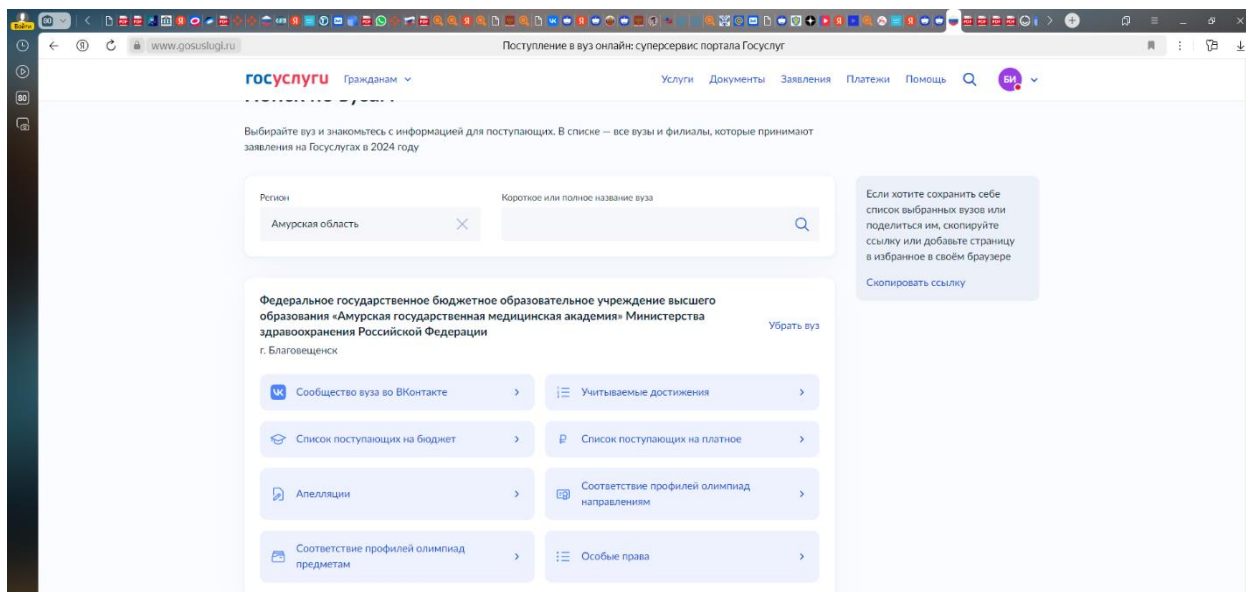 Войти
80
www.gosuslugi.ru
Поступление в вуз онлайн: суперсервис портала Госуслуг
80
госуслуги
Гражданам
Услуги
Документы
Заявления
Платежи
Помощь
БИ
Выбирайте вуз и знакомьтесь с информацией для поступающих. В списке — все вузы и филиалы, которые принимают
заявления на Госуслугах в 2024 году
Регион
Амурская область
Короткое или полное название вуза
Если хотите сохранить себе
список выбранных вузов или
поделиться им, скопируйте
ссылку или добавьте страницу
в избранное в своём браузере
Скопировать ссылку
Федеральное государственное бюджетное образовательное учреждение высшего
образования «Амурская государственная медицинская академия» Министерства
здравоохранения Российской Федерации
Убрать вуз
г. Благовещенск
Сообщество вуза во ВКонтакте
Учитываемые достижения
Список поступающих на бюджет
Список поступающих на платное
Апелляции
Соответствие профилей олимпиад
направлениям
Соответствие профилей олимпиад
предметам
Особые права